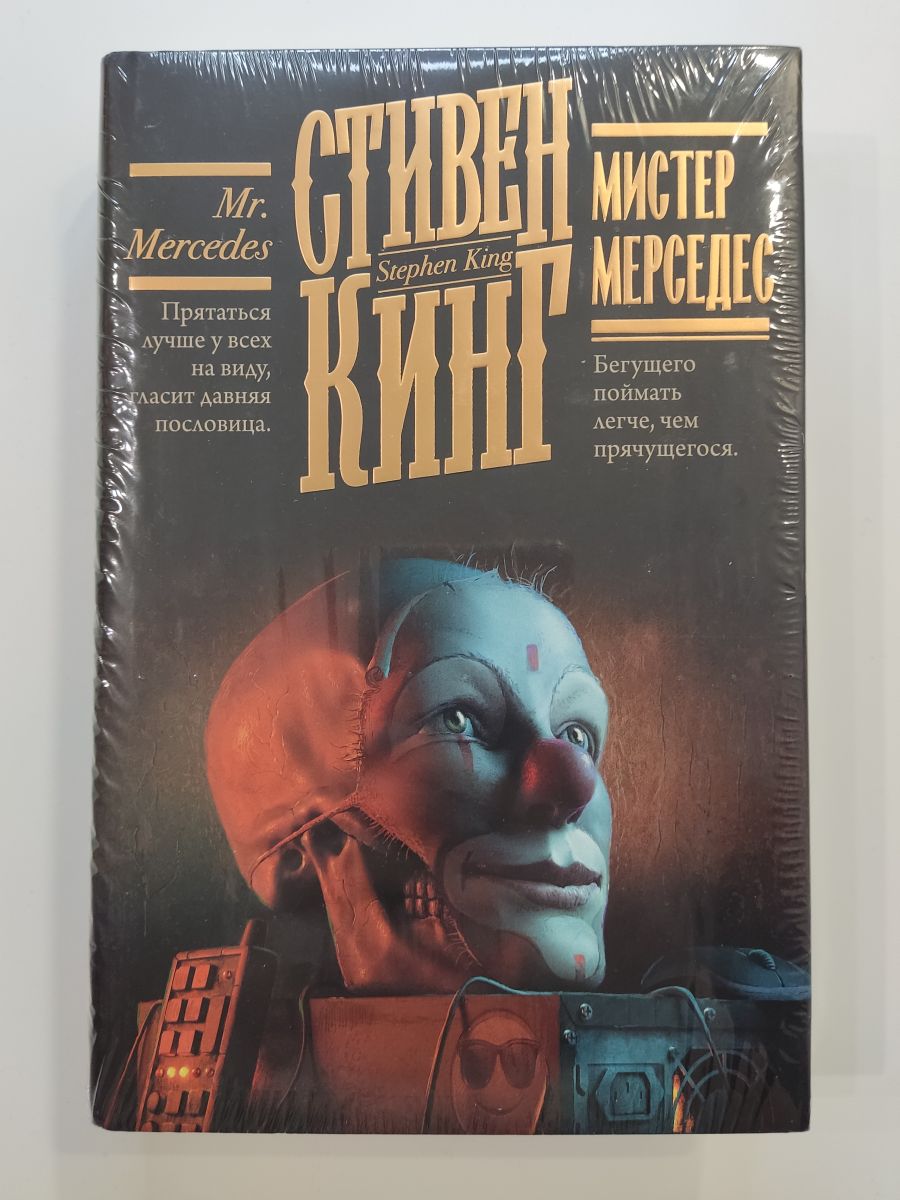 Mr.
Mercedes
Прятаться
лучше у всех
на виду,
гласит давняя
пословица.
СТИВЕН
Stephen King
КИНГ
МИСТЕР
МЕРСЕДЕС
Бегущего
поймать
легче, чем
прячущегося.